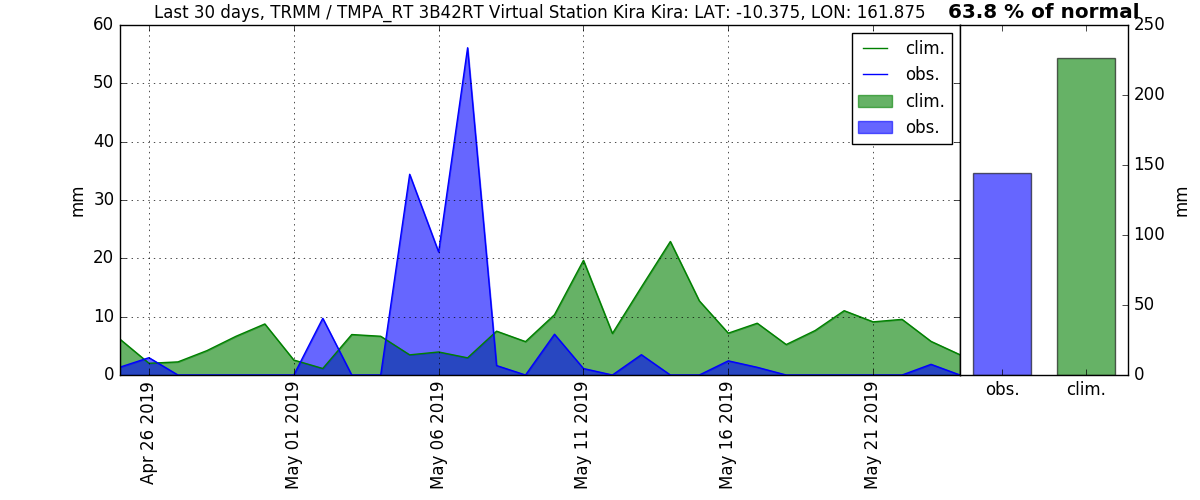 Last 30 days, TRMM / TMPA_RT 3B42RT Virtual Station Kira Kira: LAT: -10.375, LON: 161.875
63.8 % of normal
60
50
40
30
20
10
0
mm
clim.
obs.
clim.
obs.
Apr 26 2019
May 01 2019
May 06 2019
May 11 2019
May 16 2019
May 21 2019
250
200
150
100
50
0
mm
obs.
clim.